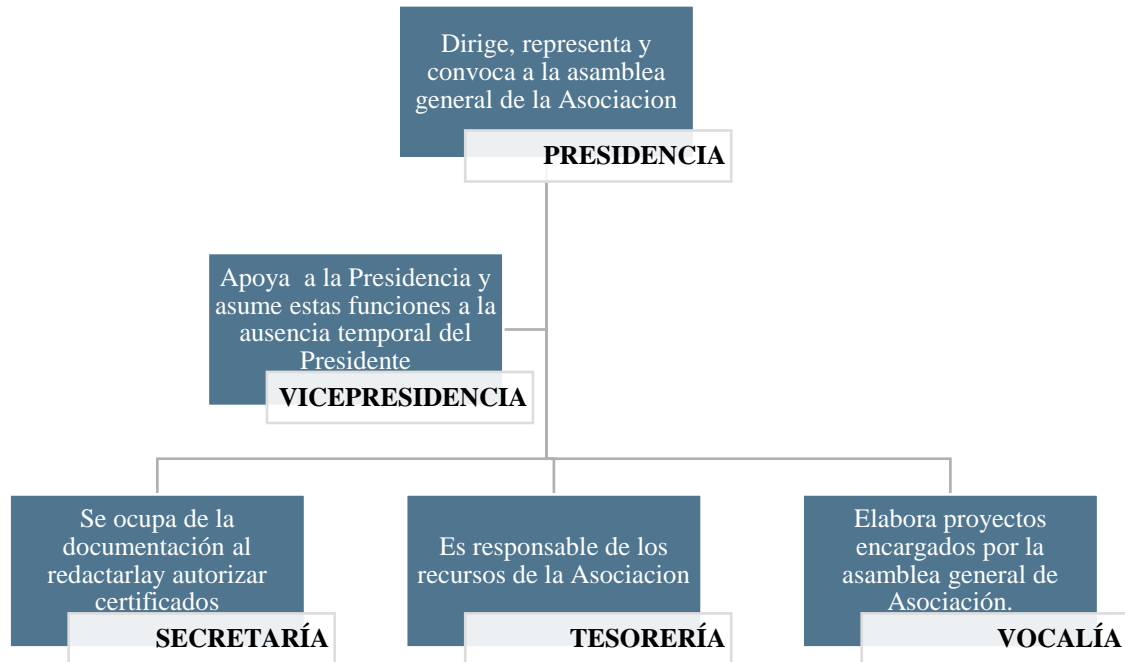 Dirige, representa y
convoca a la asamblea
general de la Asociacion
PRESIDENCIA
Apoya a la Presidencia y
asume estas funciones a la
ausencia temporal del
Presidente
VICEPRESIDENCIA
Se ocupa de la
documentación al
redactarlay autorizar
certificados
SECRETARÍA
Es responsable de los
recursos de la Asociacion
TESORERÍA
Elabora proyectos
encargados por la
asamblea general de
Asociación.
VOCALÍA